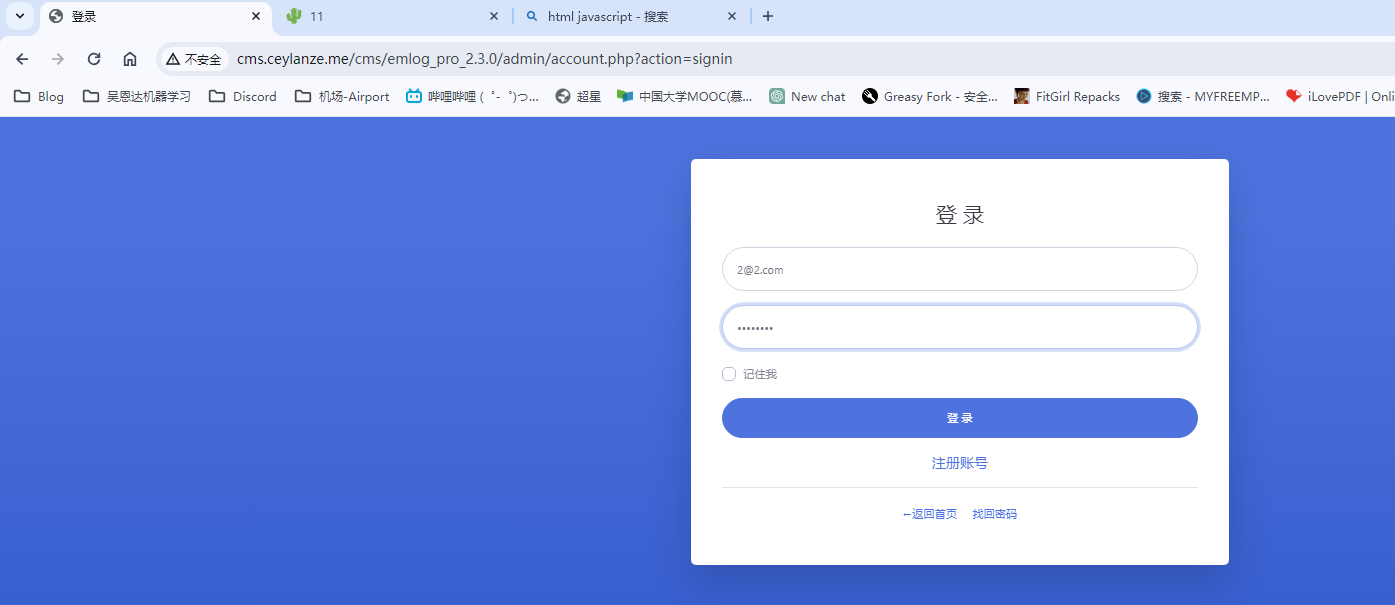 登录
11
html javascript - 搜索
不安全
cms.ceylanze.me/cms/emlog_pro_2.3.0/admin/account.php?action=signin
Blog
吴恩达机器学习
Discord
机场-Airport
哔哩哔哩 ( ゜- ゜)つ...
超星
中国大学MOOC(慕...
New chat
Greasy Fork - 安全...
FitGirl Repacks
搜索 - MYFREEMP...
iLovePDF | Onli
登 录
2@2.com
••••••••
记住我
登 录
注册账号
←返回首页 找回密码